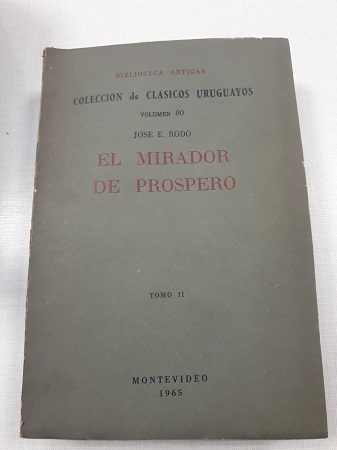 BIBLIOTECA ARTIGAS
COLECCION de CLASICOS URUGUAYOS
VOLUMEN 80
JOSE E. RODO
EL MIRADOR
DE PROSPERO
TOMO II
MONTEVIDEO
1965